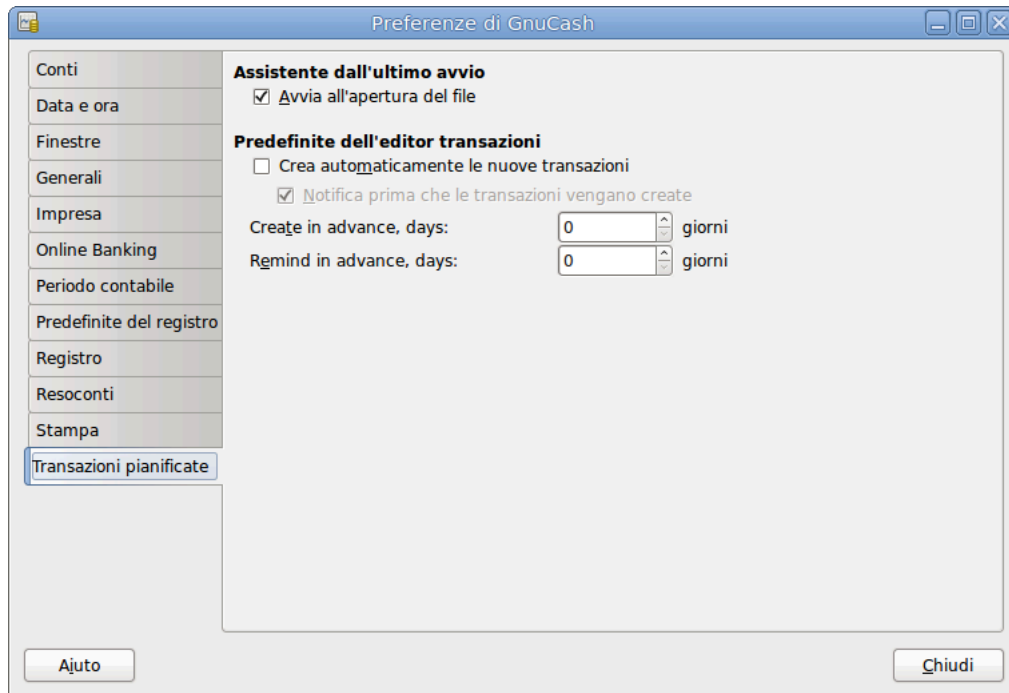 Preferenze di GnuCash
Conti
Data e ora
Finestre
Generali
Impresa
Online Banking
Periodo contabile
Predefinite del registro
Registro
Resoconti
Stampa
Transazioni pianificate
Assistente dall'ultimo avvio
Avvia all'apertura del file
Predefinite dell'editor transazioni
Crea automaticamente le nuove transazioni
Notifica prima che le transazioni vengano create
Create in advance, days: 0 giorni
Remind in advance, days: 0 giorni
Aiuto
Chiudi